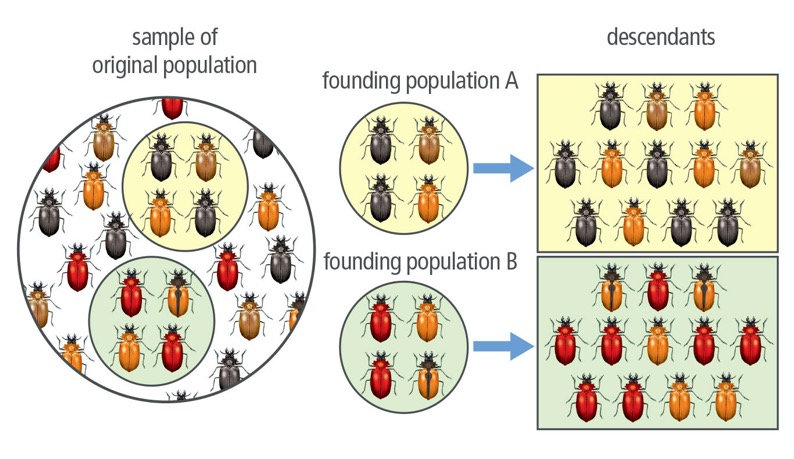 sample of
original population
founding population A
descendants
founding population B